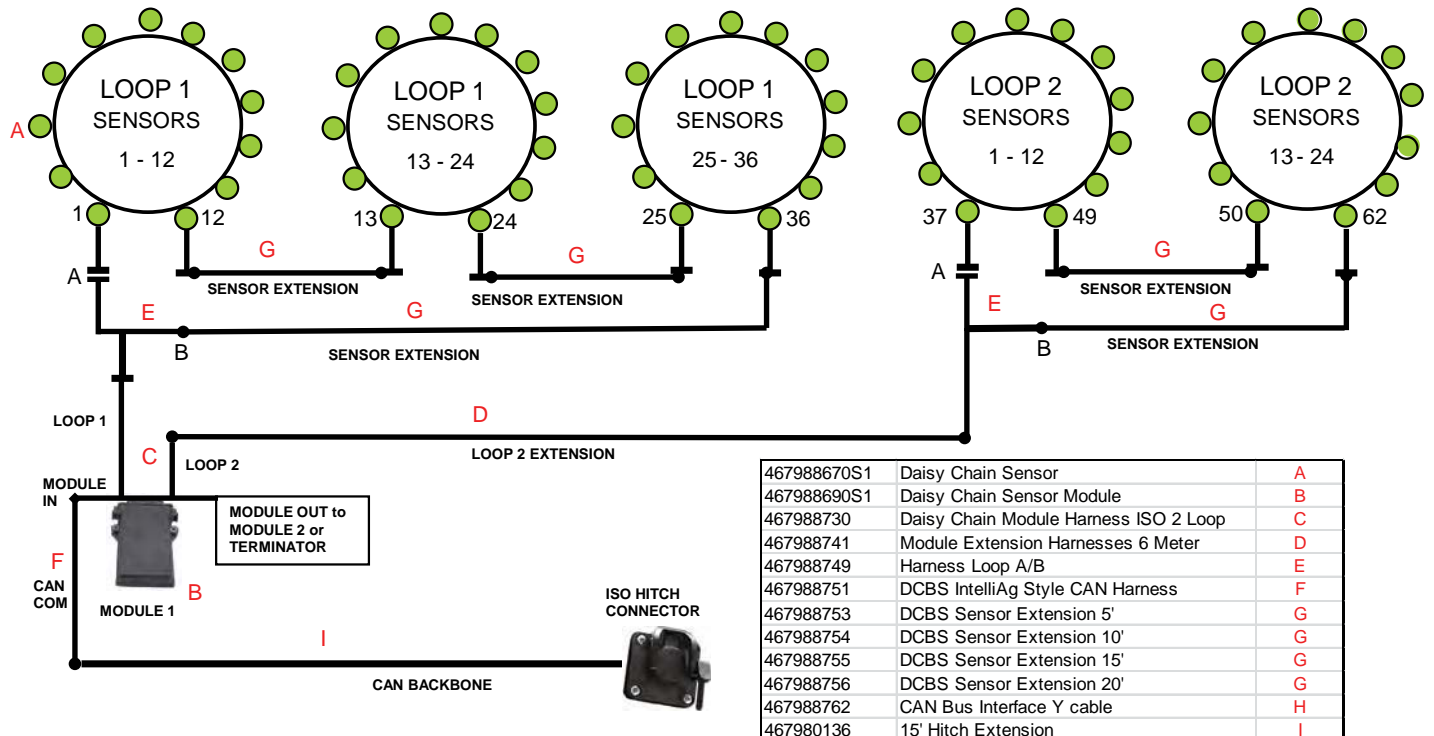 LOOP 1
SENSORS
1 - 12
LOOP 1
SENSORS
13 - 24
LOOP 1
SENSORS
25 - 36
LOOP 2
SENSORS
1 - 12
LOOP 2
SENSORS
13 - 24
A
1
12
13
24
25
36
37
49
50
62
G
G
G
A
SENSOR EXTENSION
SENSOR EXTENSION
A
SENSOR EXTENSION
E
G
E
G
B
SENSOR EXTENSION
B
SENSOR EXTENSION
D
LOOP 1
LOOP 2 EXTENSION
C
LOOP 2
MODULE
IN
MODULE OUT to
MODULE 2 or
TERMINATOR
F
CAN
COM
B
MODULE 1
ISO HITCH
CONNECTOR
I
CAN BACKBONE
467988670S1 Daisy Chain Sensor A
467988690S1 Daisy Chain Sensor Module B
467988730 Daisy Chain Module Harness ISO 2 Loop C
467988741 Module Extension Harnesses 6 Meter D
467988749 Harness Loop A/B E
467988751 DCBS IntelliAg Style CAN Harness F
467988753 DCBS Sensor Extension 5' G
467988754 DCBS Sensor Extension 10' G
467988755 DCBS Sensor Extension 15' G
467988756 DCBS Sensor Extension 20' G
467988762 CAN Bus Interface Y cable H
467980136 15' Hitch Extension I